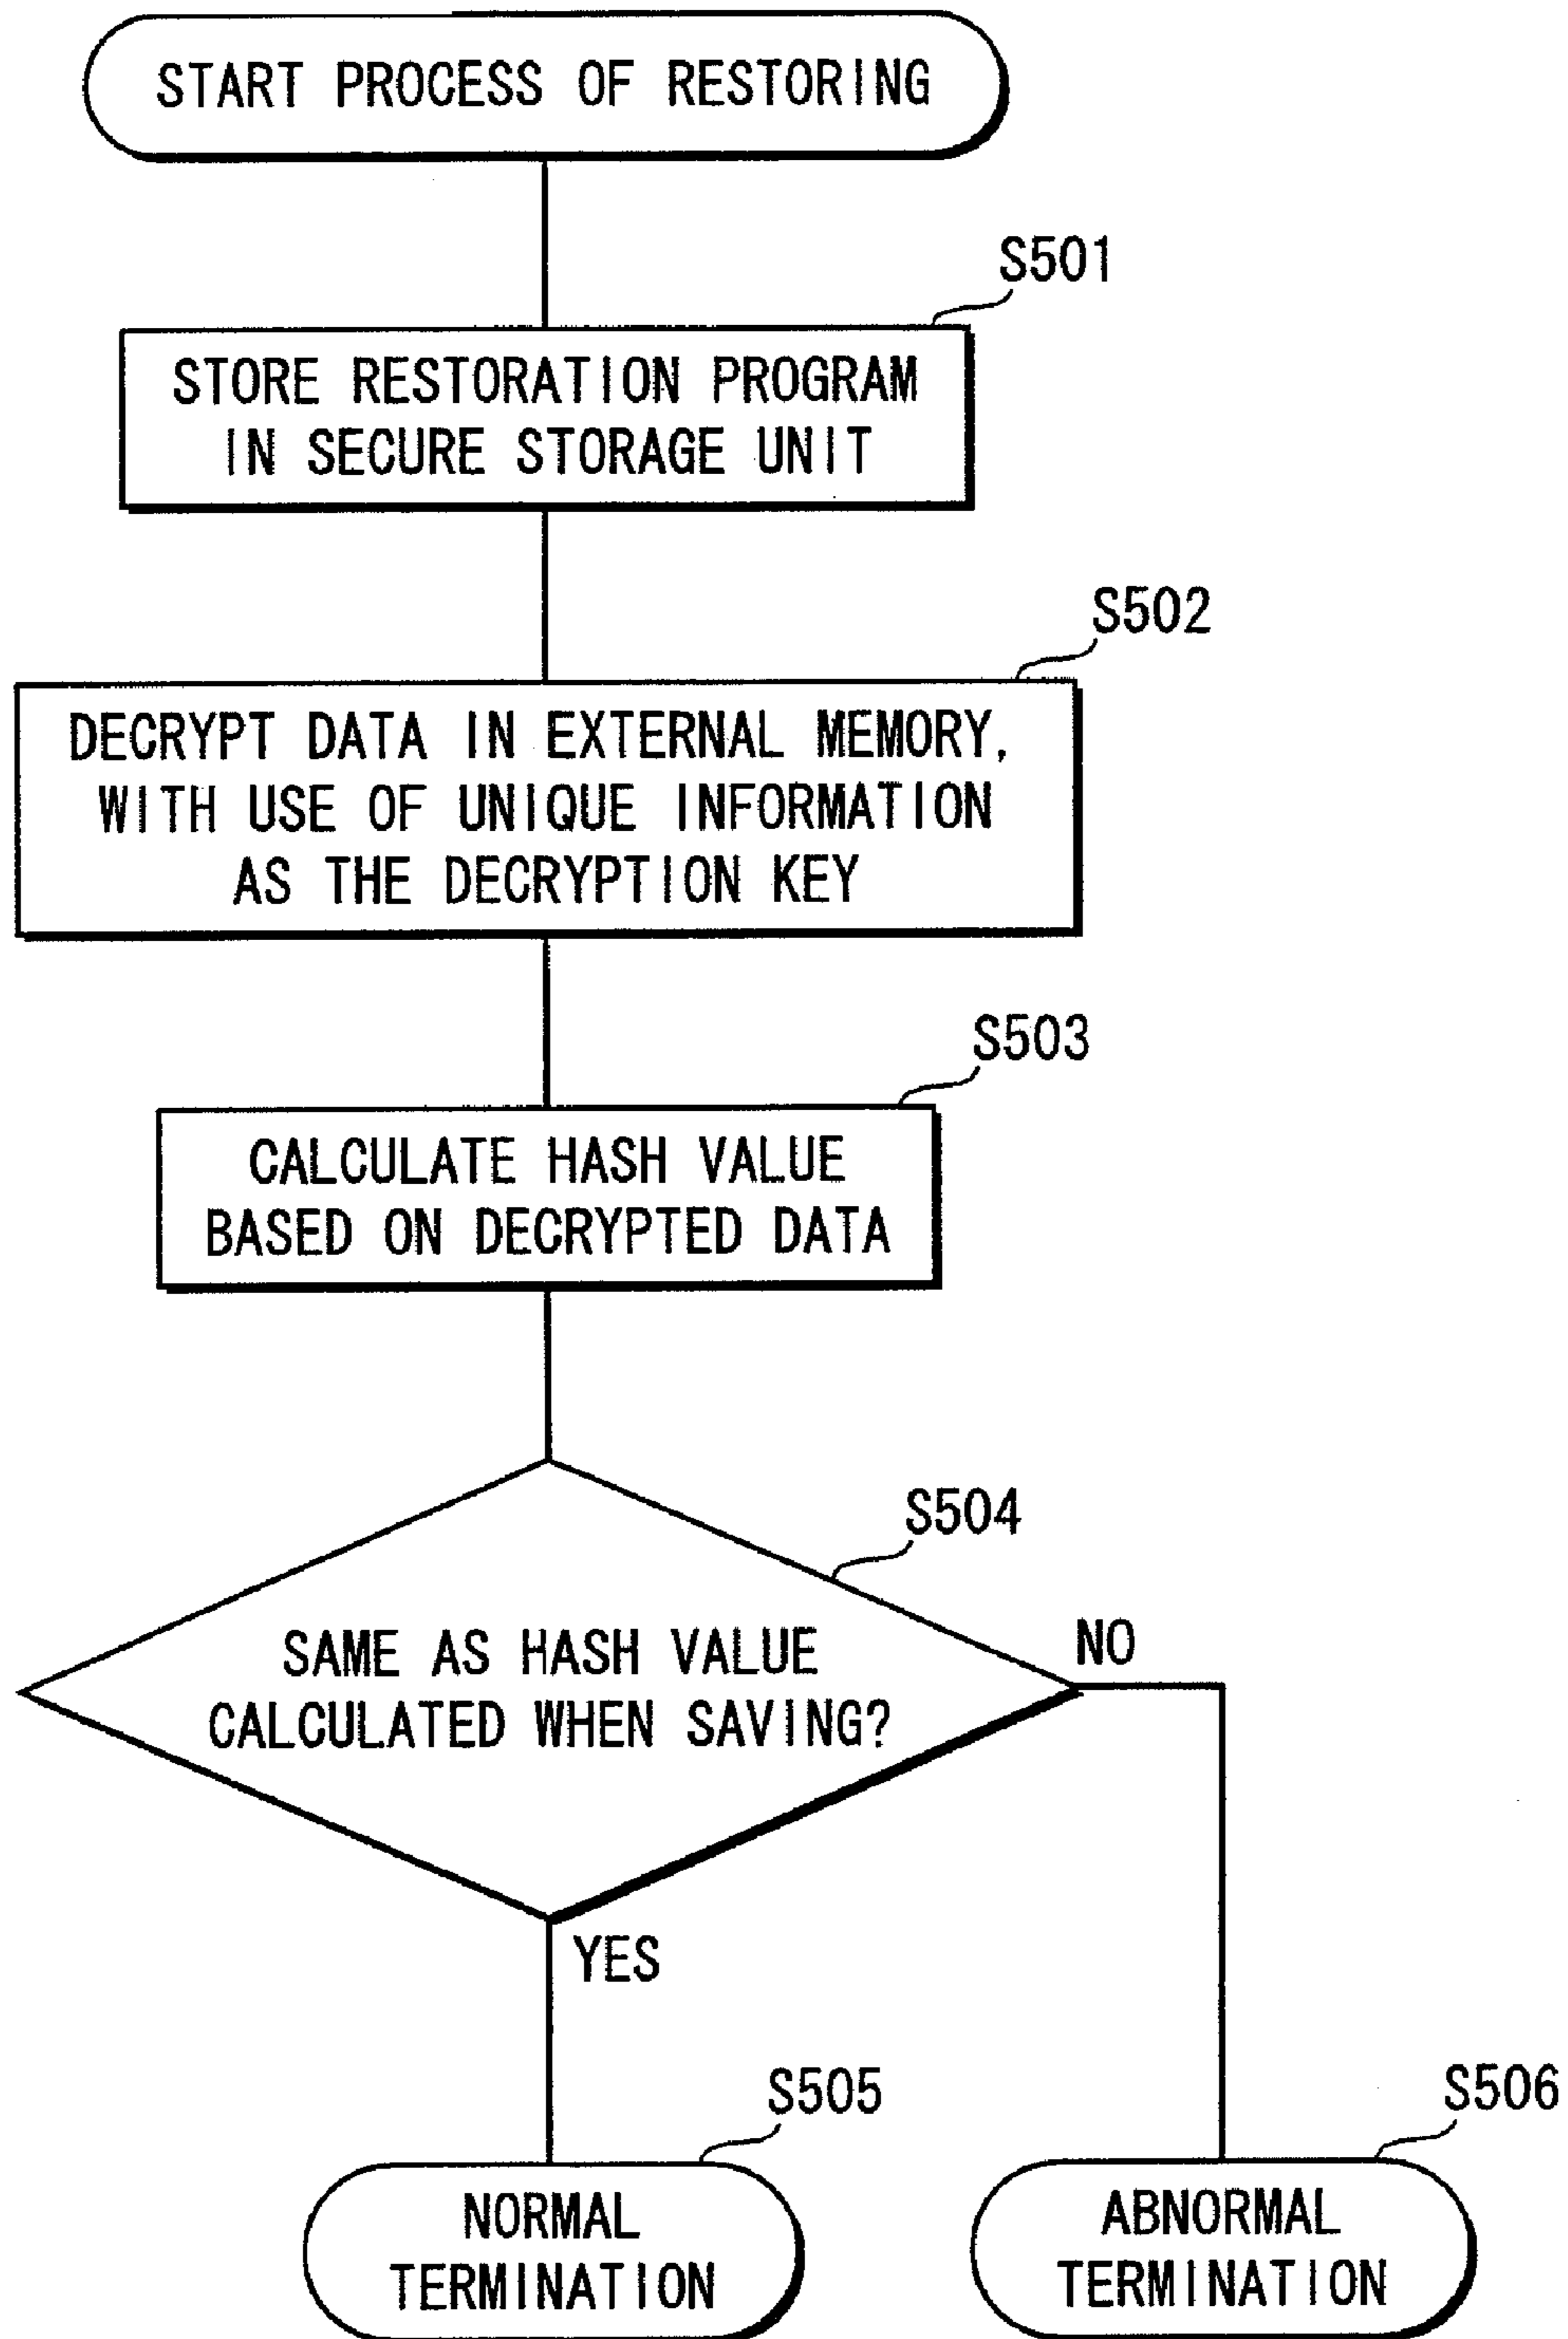 START PROCESS OF RESTORING
S501
STORE RESTORATION PROGRAM
IN SECURE STORAGE UNIT
S502
DECRYPT DATA IN EXTERNAL MEMORY,
WITH USE OF UNIQUE INFORMATION
AS THE DECRYPTION KEY
S503
CALCULATE HASH VALUE
BASED ON DECRYPTED DATA
S504
SAME AS HASH VALUE
CALCULATED WHEN SAVING?
NO
YES
S505
NORMAL
TERMINATION
S506
ABNORMAL
TERMINATION